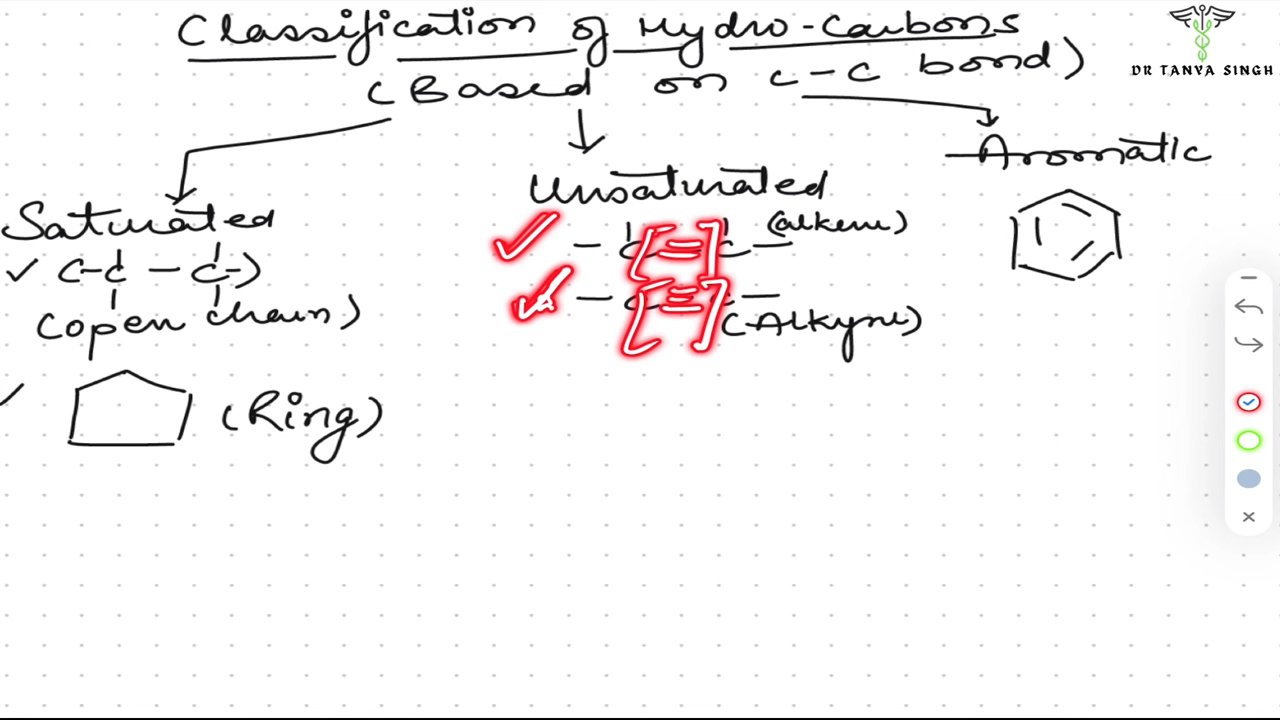 Classification of Hydro-Carbons
(Based on C-C bond)
DR TANYA SINGH
Saturated
Unsaturated
Aromatic
C-C-C-)
(open chain)
(Ring)
-C=C- (alkene)
-C≡C- (Alkyne)